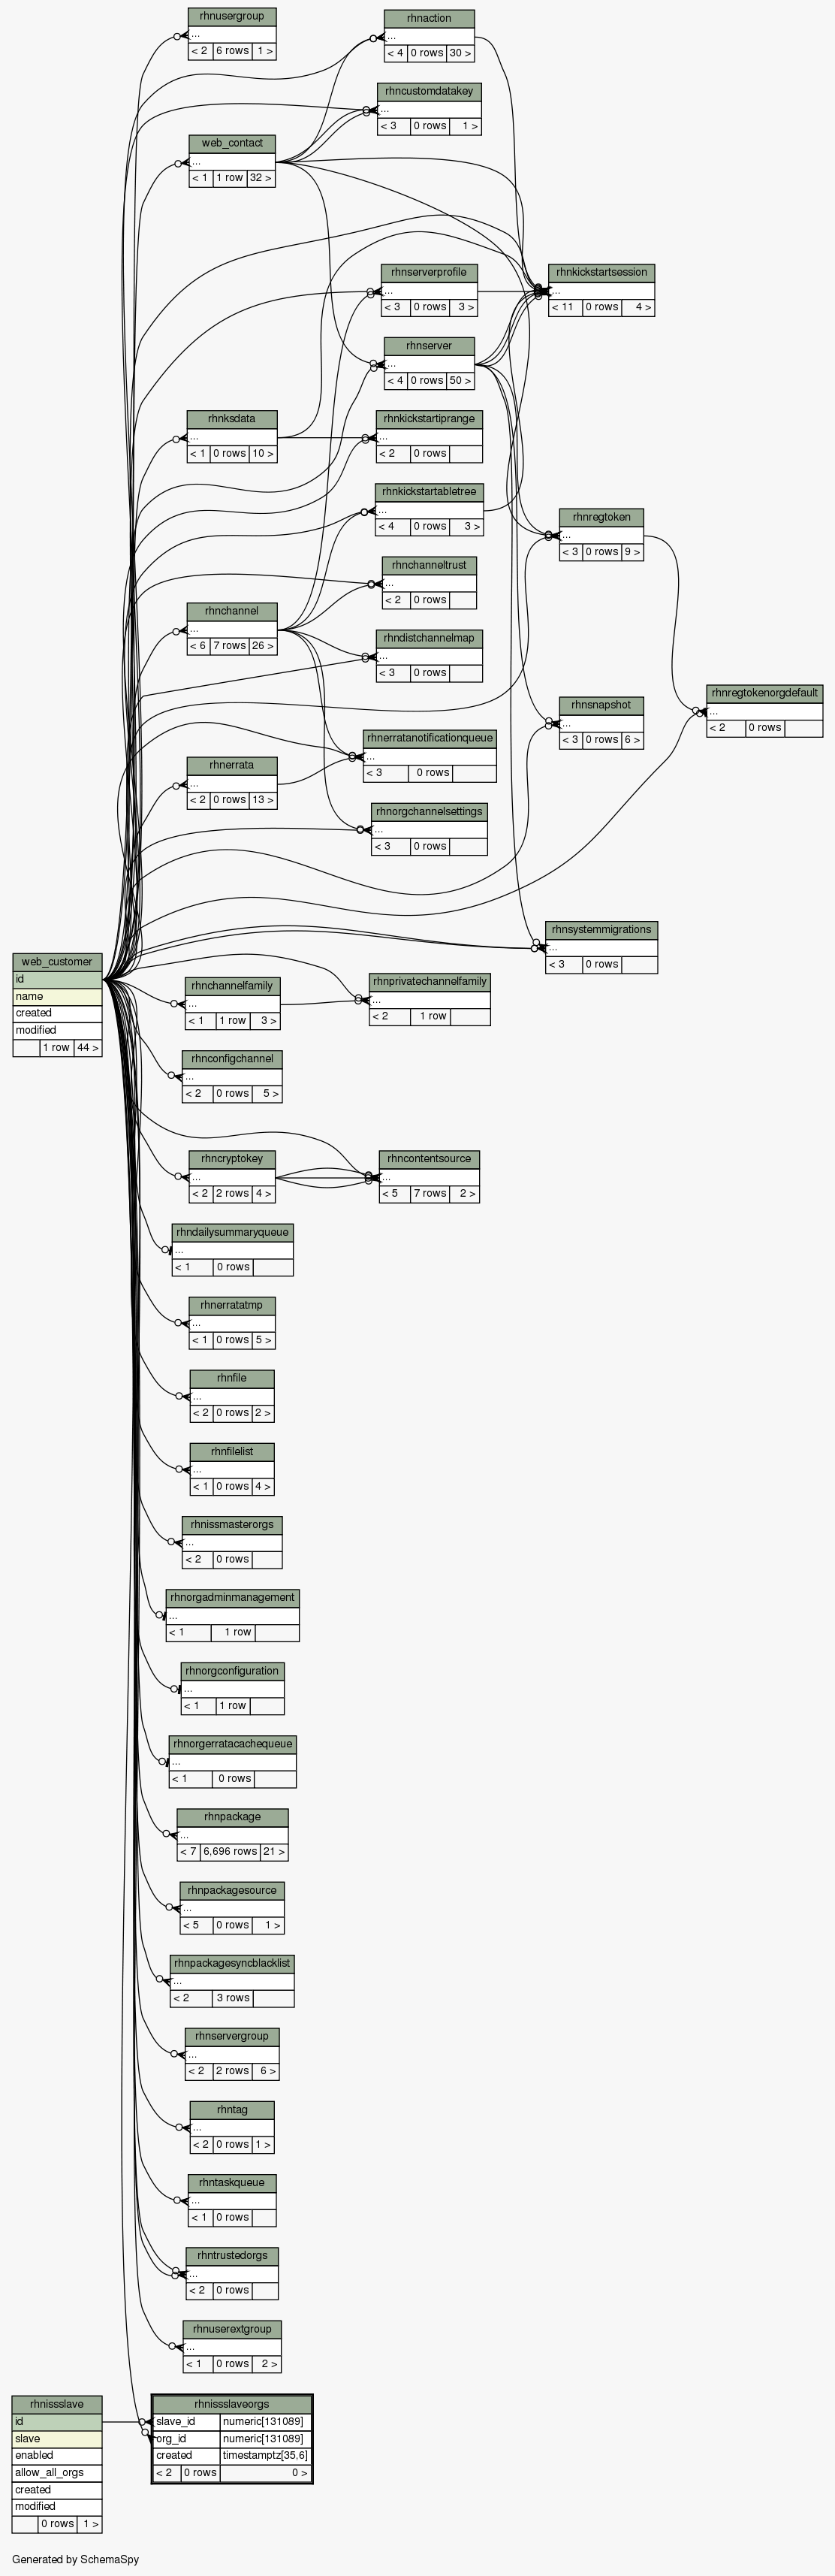 rhnusergroup
...
< 2 6 rows 1 >
rhnaction
...
< 4 0 rows 30 >
rhncustomdatakey
...
< 3 0 rows 1 >
web_contact
...
< 1 1 row 32 >
rhnserverprofile
...
< 3 0 rows 3 >
rhnkickstartsession
...
< 11 0 rows 4 >
rhnserver
...
< 4 0 rows 50 >
rhnksdata
...
< 1 0 rows 10 >
rhnkickstartiprange
...
< 2 0 rows
rhnkickstartabletree
...
< 4 0 rows 3 >
rhnregtoken
...
< 3 0 rows 9 >
rhnchanneltrust
...
< 2 0 rows
rhnchannel
...
< 6 7 rows 26 >
rhndistchannelmap
...
< 3 0 rows
rhnregtokenorgdefault
...
< 2 0 rows
rhnsnapshot
...
< 3 0 rows 6 >
rhnerratanotificationqueue
...
< 3 0 rows
rhnerrata
...
< 2 0 rows 13 >
rhnorgchannelsettings
...
< 3 0 rows
rhnsystemmigrations
...
< 3 0 rows
web_customer
id
name
created
modified
1 row 44 >
rhnchannelfamily
...
< 1 1 row 3 >
rhnprivatechannelfamily
...
< 2 1 row
rhnconfigchannel
...
< 2 0 rows 5 >
rhncryptokey
...
< 2 2 rows 4 >
rhncontentsource
...
< 5 7 rows 2 >
rhndailysummaryqueue
...
< 1 0 rows
rhnerratatmp
...
< 1 0 rows 5 >
rhnfile
...
< 2 0 rows 2 >
rhnfilelist
...
< 1 0 rows 4 >
rhnissmasterorgs
...
< 2 0 rows
rhnorgadminmanagement
...
< 1 1 row
rhnorgconfiguration
...
< 1 1 row
rhnorgerratacachequeue
...
< 1 0 rows
rhnpackage
...
< 7 6,696 rows 21 >
rhnpackagesource
...
< 5 0 rows 1 >
rhnpackagesyncblacklist
...
< 2 3 rows
rhnservergroup
...
< 2 2 rows 6 >
rhntag
...
< 2 0 rows 1 >
rhntaskqueue
...
< 1 0 rows
rhntrustedorgs
...
< 2 0 rows
rhnuserextgroup
...
< 1 0 rows 2 >
rhnissslave
id
slave
enabled
allow_all_orgs
created
modified
0 rows 1 >
rhnissslaveorgs
slave_id numeric[131089]
org_id numeric[131089]
created timestamptz[35,6]
< 2 0 rows 0 >
Generated by SchemaSpy